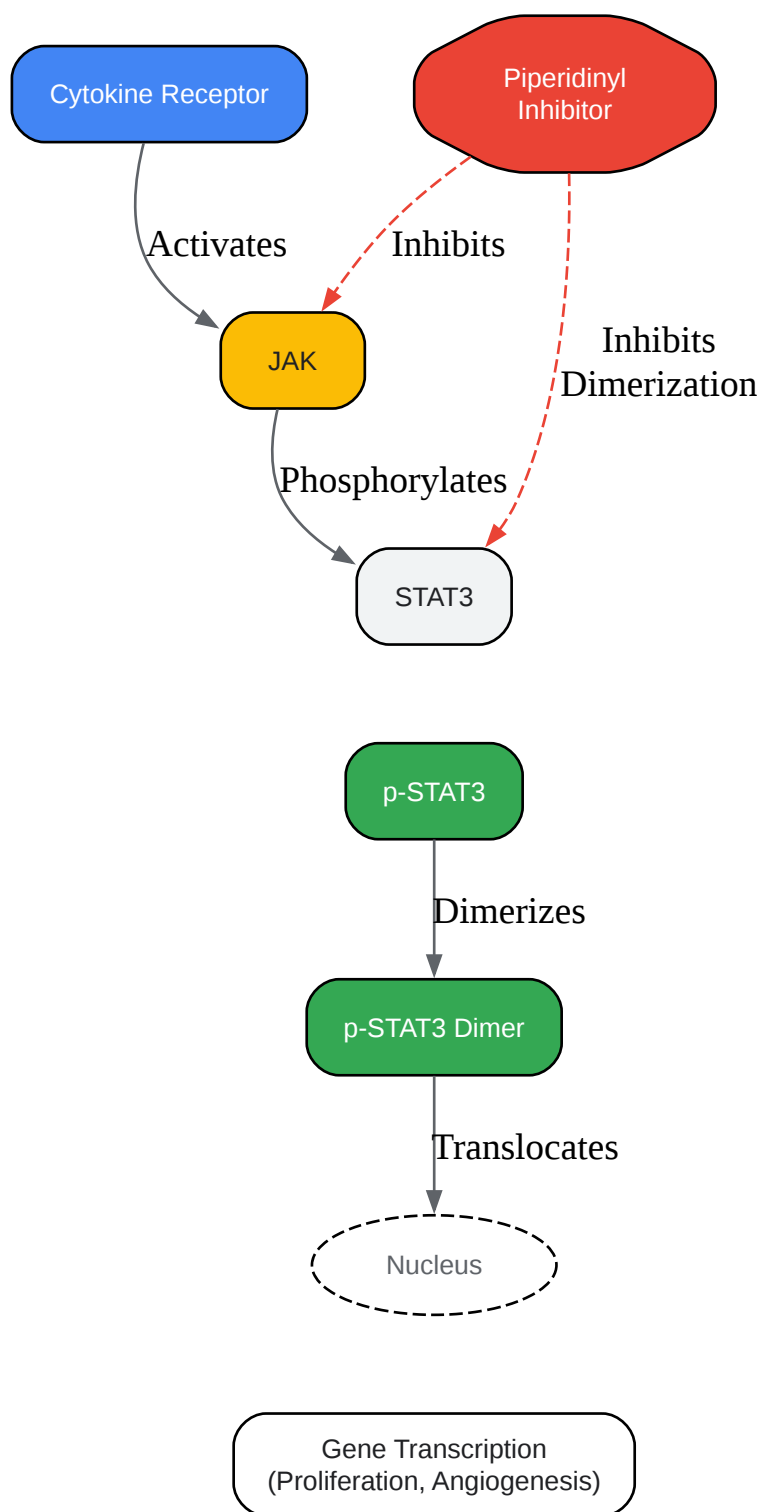 Cytokine Receptor
Piperidinyl
Inhibitor
Activates
Inhibits
Inhibits
Dimerization
JAK
Phosphorylates
STAT3
p-STAT3
Dimerizes
p-STAT3 Dimer
Translocates
Nucleus
Gene Transcription
(Proliferation, Angiogenesis)